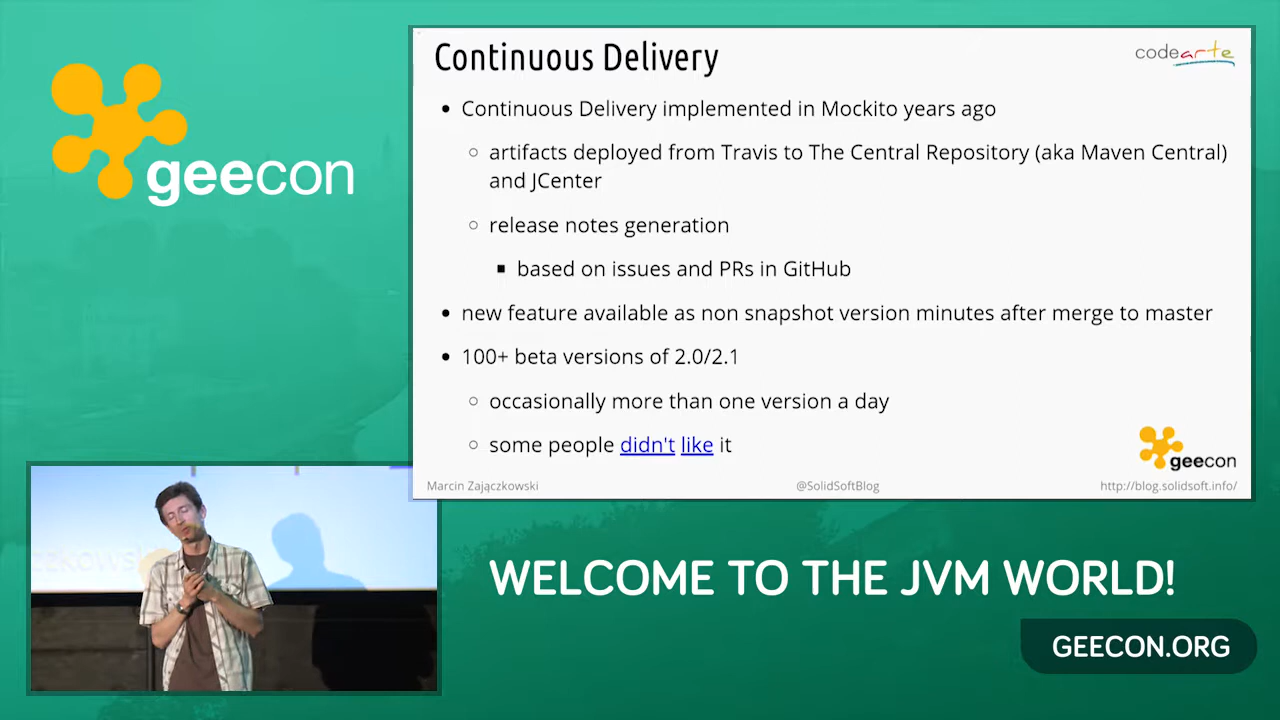 geecon
Continuous Delivery
codearte
• Continuous Delivery implemented in Mockito years ago
○ artifacts deployed from Travis to The Central Repository (aka Maven Central)
and JCenter
○ release notes generation
■ based on issues and PRs in GitHub
• new feature available as non snapshot version minutes after merge to master
• 100+ beta versions of 2.0/2.1
○ occasionally more than one version a day
○ some people didn't like it
geecon
Marcin Zajączkowski
@SolidSoftBlog
http://blog.solidsoft.info/
czkowsk
WELCOME TO THE JVM WORLD!
GEECON.ORG